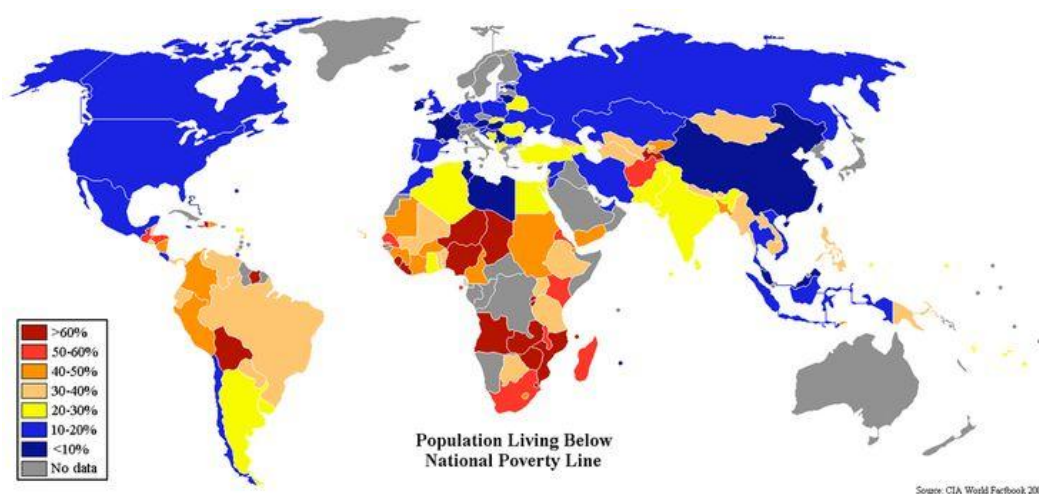 >60%
50-60%
40-50%
30-40%
20-30%
10-20%
<10%
No data
Population Living Below
National Poverty Line
Source: CIA World Factbook